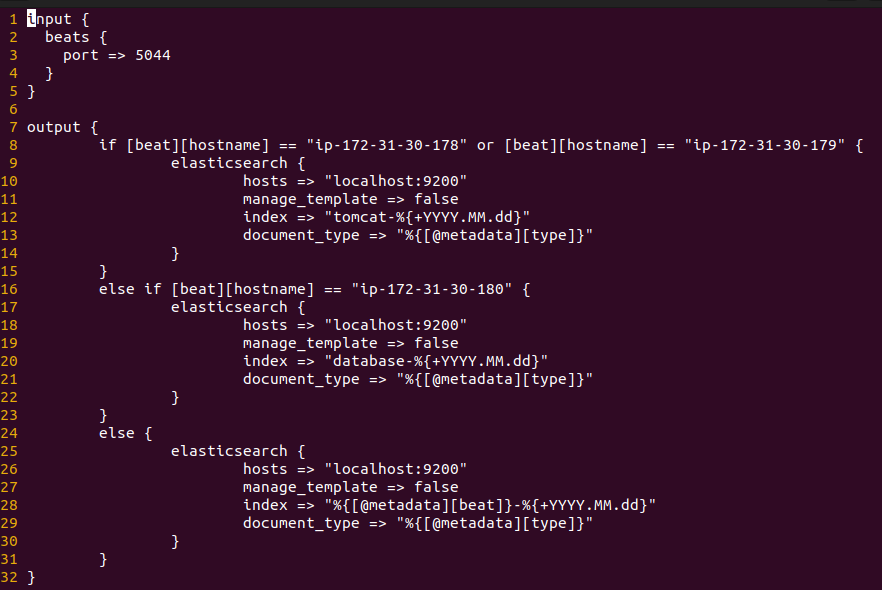 1 input {
2   beats {
3     port => 5044
4   }
5 }
6
7 output {
8         if [beat][hostname] == "ip-172-31-30-178" or [beat][hostname] == "ip-172-31-30-179" {
9                 elasticsearch {
10                         hosts => "localhost:9200"
11                         manage_template => false
12                         index => "tomcat-%{+YYYY.MM.dd}"
13                         document_type => "%{[@metadata][type]}"
14                 }
15         }
16         else if [beat][hostname] == "ip-172-31-30-180" {
17                 elasticsearch {
18                         hosts => "localhost:9200"
19                         manage_template => false
20                         index => "database-%{+YYYY.MM.dd}"
21                         document_type => "%{[@metadata][type]}"
22                 }
23         }
24         else {
25                 elasticsearch {
26                         hosts => "localhost:9200"
27                         manage_template => false
28                         index => "%{[@metadata][beat]}-%{+YYYY.MM.dd}"
29                         document_type => "%{[@metadata][type]}"
30                 }
31         }
32 }